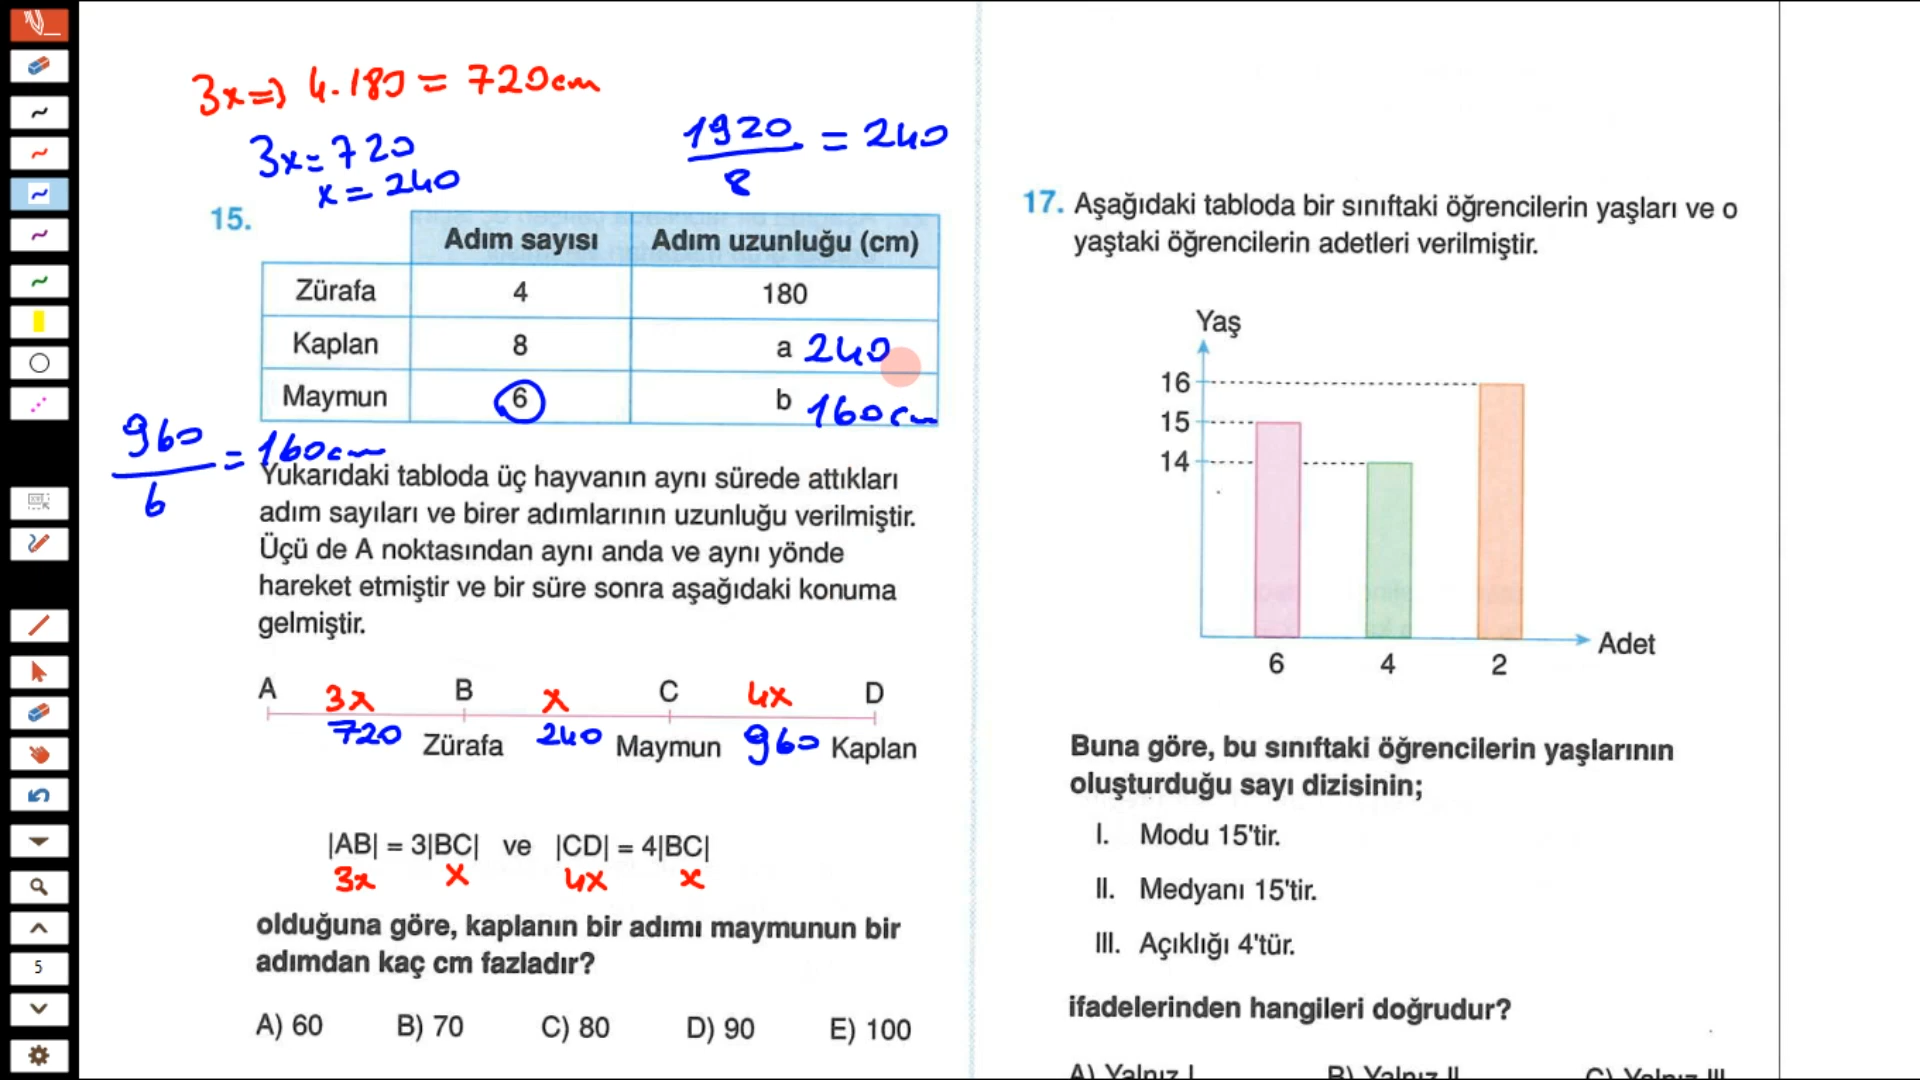 3x⇒ 4.180 = 720cm
3x=720
x=240
1920
8
= 240
15.
Adım sayısı Adım uzunluğu (cm)
Zürafa 4 180
Kaplan 8 a 240
Maymun 6 b 160cm
960
6
= 160cm
Yukarıdaki tabloda üç hayvanın aynı sürede attıkları
adım sayıları ve birer adımlarının uzunluğu verilmiştir.
Üçü de A noktasından aynı anda ve aynı yönde
hareket etmiştir ve bir süre sonra aşağıdaki konuma
gelmiştir.
A 3x B x C 4x D
720 Zürafa 240 Maymun 960 Kaplan
|AB| = 3|BC| ve |CD| = 4|BC|
3x x 4x x
olduğuna göre, kaplanın bir adımı maymunun bir
adımdan kaç cm fazladır?
A) 60 B) 70 C) 80 D) 90 E) 100
17. Aşağıdaki tabloda bir sınıftaki öğrencilerin yaşları ve o
yaştaki öğrencilerin adetleri verilmiştir.
Yaş
16
15
14
Adet
6 4 2
Buna göre, bu sınıftaki öğrencilerin yaşlarının
oluşturduğu sayı dizisinin;
I. Modu 15'tir.
II. Medyanı 15'tir.
III. Açıklığı 4'tür.
ifadelerinden hangileri doğrudur?
A) Yalnız I B) Yalnız II C) Yalnız III
5